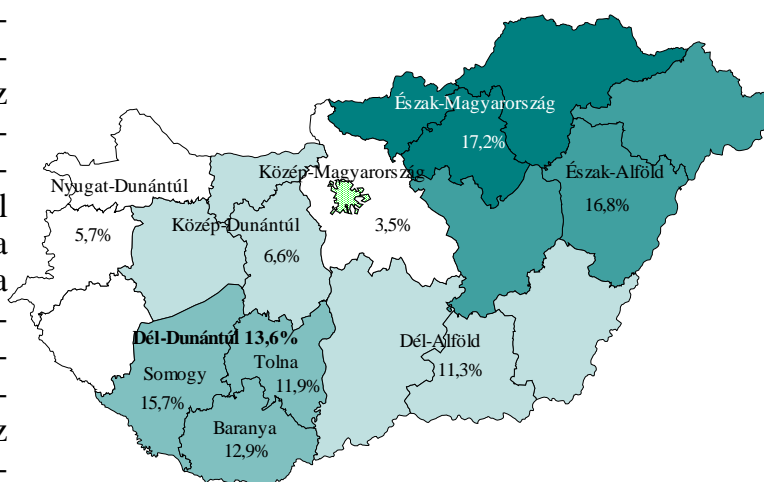 -
-
z
-
-
l
a
a
-
-
-
z
-
Észak-Magyarország
17,2%
Közép-Magyarország
3,5%
Észak-Alföld
16,8%
Nyugat-Dunántúl
5,7%
Közép-Dunántúl
6,6%
Dél-Dunántúl 13,6%
Somogy
15,7%
Tolna
11,9%
Baranya
12,9%
Dél-Alföld
11,3%